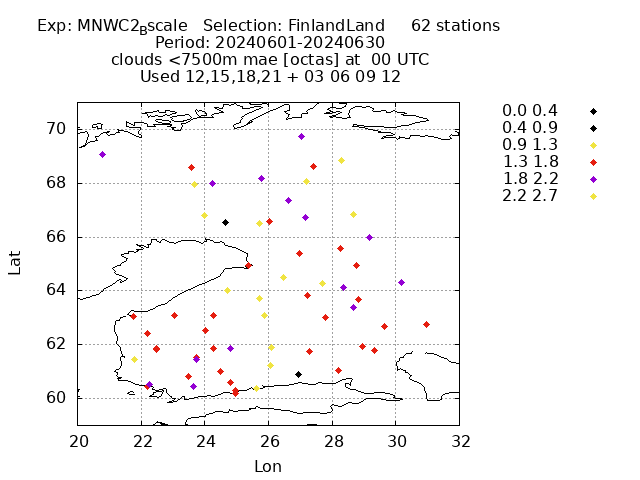 Exp: MNWC2Bscale   Selection: FinlandLand     62 stations
Period: 20240601-20240630
clouds <7500m mae [octas] at  00 UTC
Used 12,15,18,21 + 03 06 09 12
0.0 0.4
0.4 0.9
0.9 1.3
1.3 1.8
1.8 2.2
2.2 2.7
70
68
66
64
62
60
Lat
20 22 24 26 28 30 32
Lon